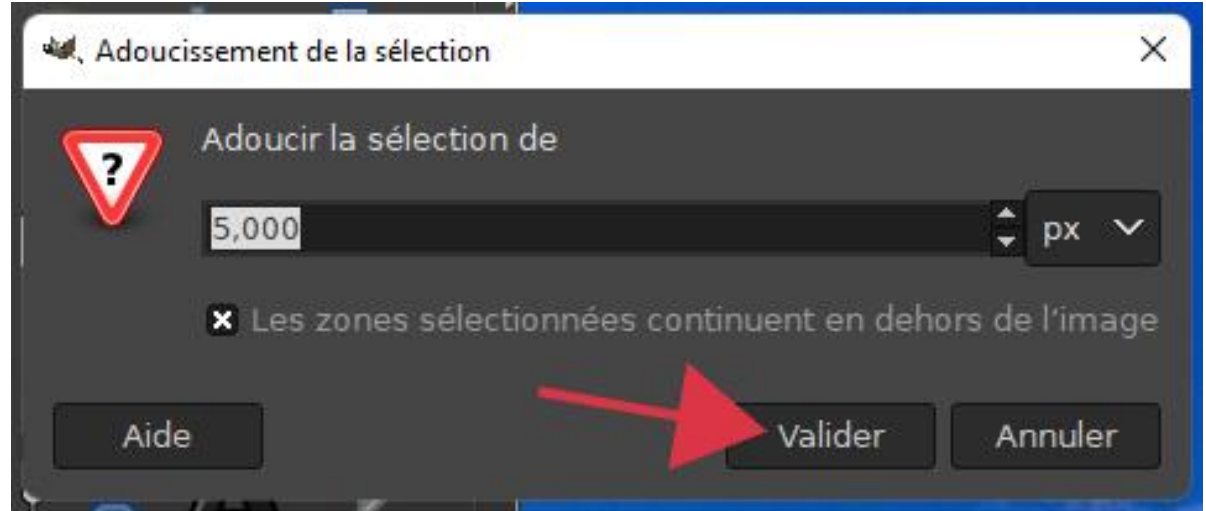 Adoucissement de la sélection
Adoucir la sélection de
?
5,000
px
Les zones sélectionnées continuent en dehors de l'image
Aide
Valider
Annuler